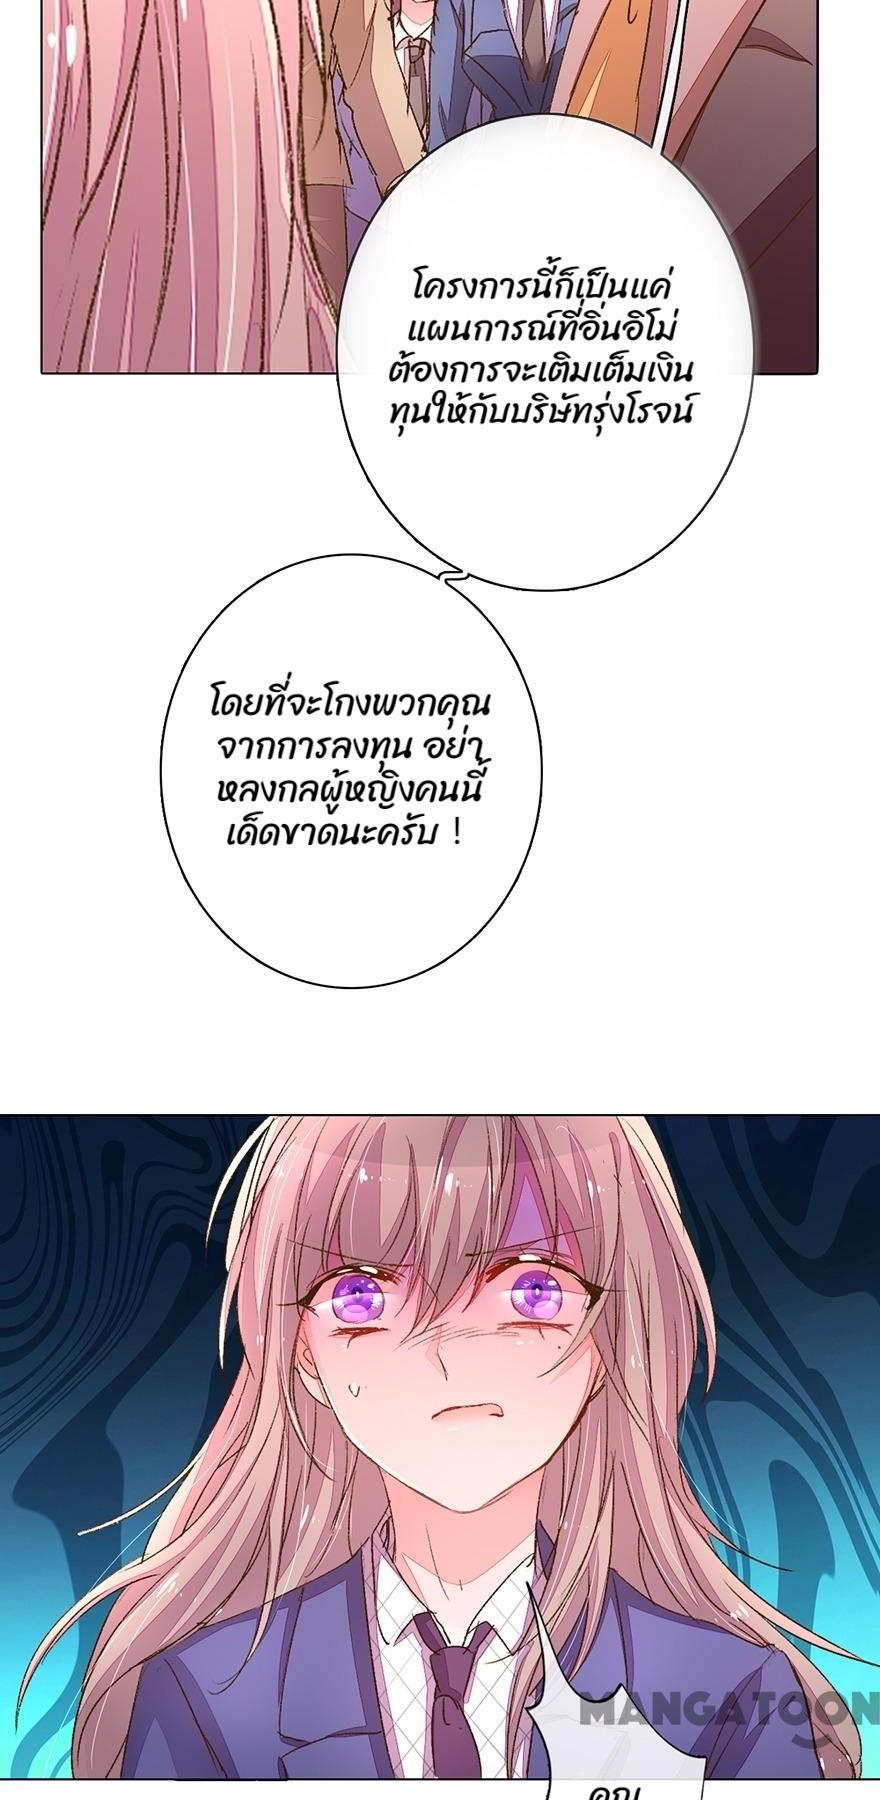 โครงการนี้ก็เป็นแค่
แผนการณ์ที่อิ่นอิโม่
ต้องการจะเติมเต็มเงิน
ทุนให้กับบริษัทรุ่งโรจน์
โดยที่จะโกงพวกคุณ
จากการลงทุน อย่า
หลงกลผู้หญิงคนนี้
เด็ดขาดนะครับ !
MANGATOON
คุณ